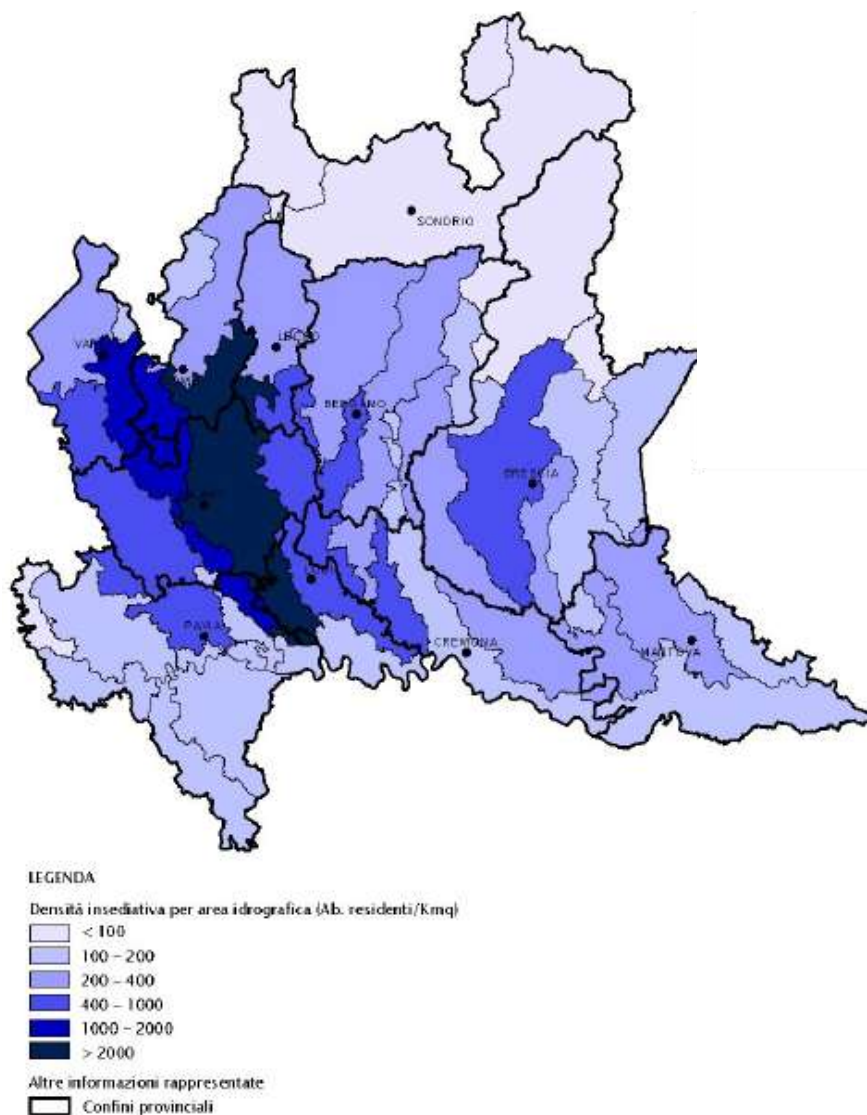 SONDRIO
LECCO
BERGAMO
BRESCIA
PAVIA
CREMONA
MANTOVA
LEGENDA
Densità insediativa per area idrografica (Ab. residenti/Kmq)
< 100
100 – 200
200 – 400
400 – 1000
1000 – 2000
> 2000
Altre informazioni rappresentate
Confini provinciali